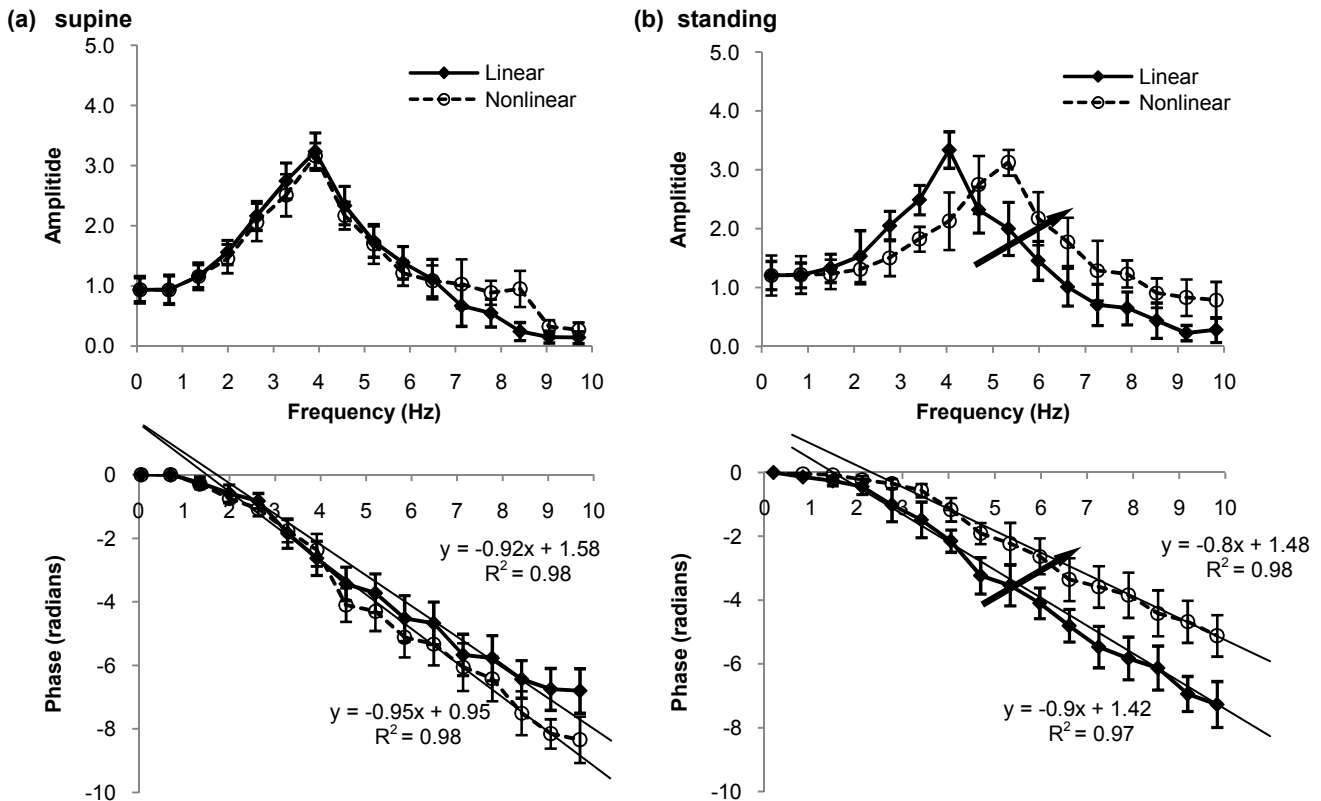 (a) supine
5.0
4.0
3.0
2.0
1.0
0.0
Amplitide
Linear
Nonlinear
0 1 2 3 4 5 6 7 8 9 10
Frequency (Hz)
0
-2
-4
-6
-8
-10
Phase (radians)
0 1 2 3 4 5 6 7 8 9 10
y = -0.92x + 1.58
R2 = 0.98
y = -0.95x + 0.95
R2 = 0.98
(b) standing
5.0
4.0
3.0
2.0
1.0
0.0
Amplitude
Linear
Nonlinear
0 1 2 3 4 5 6 7 8 9 10
Frequency (Hz)
0
-2
-4
-6
-8
-10
Phase (radians)
0 1 2 3 4 5 6 7 8 9 10
y = -0.8x + 1.48
R2 = 0.98
y = -0.9x + 1.42
R2 = 0.97